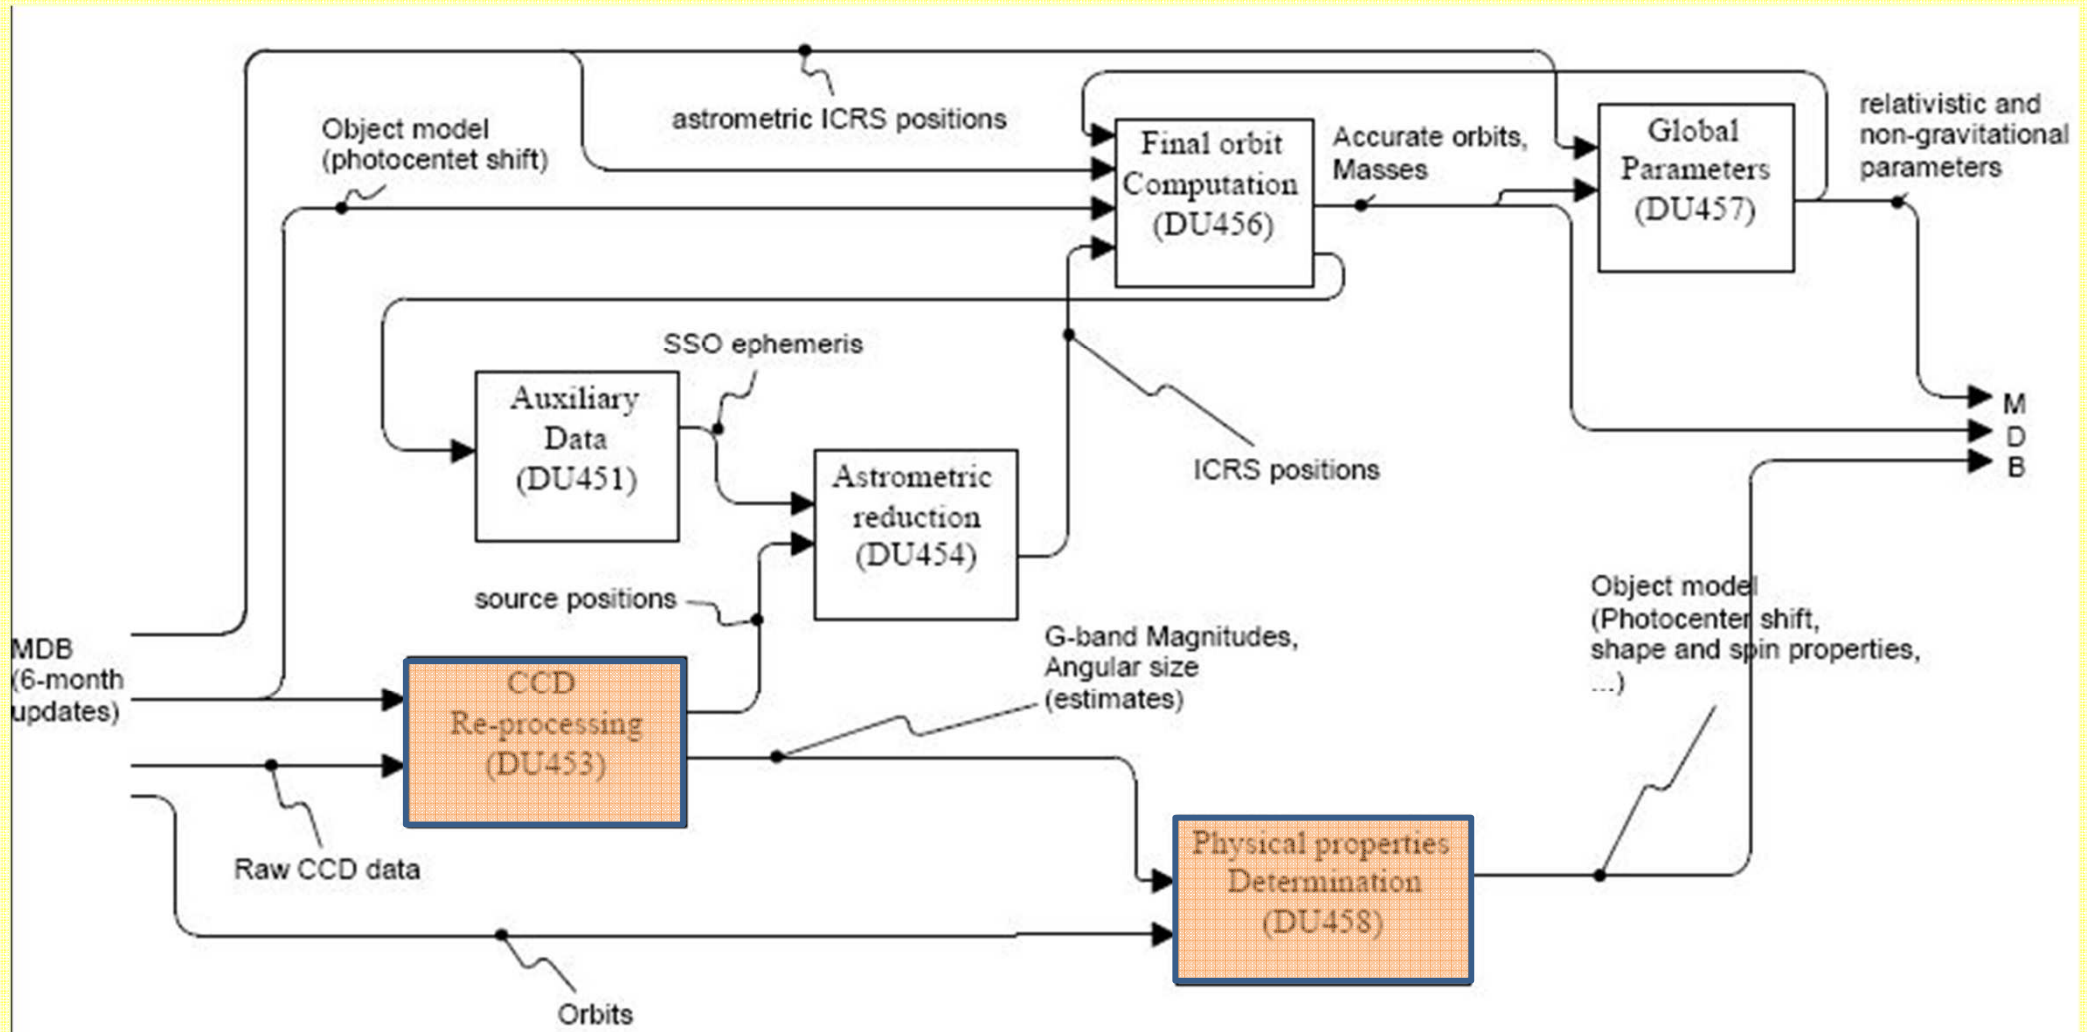 astrometric ICRS positions
Object model
(photocentet shift)
Final orbit
Computation
(DU456)
Accurate orbits,
Masses
Global
Parameters
(DU457)
relativistic and
non-gravitational
parameters
SSO ephemeris
Auxiliary
Data
(DU451)
Astrometric
reduction
(DU454)
ICRS positions
M
D
B
source positions
MDB
(6-month
updates)
CCD
Re-processing
(DU453)
G-band Magnitudes,
Angular size
(estimates)
Object model
(Photocenter shift,
shape and spin properties,
...)
Raw CCD data
Physical properties
Determination
(DU458)
Orbits